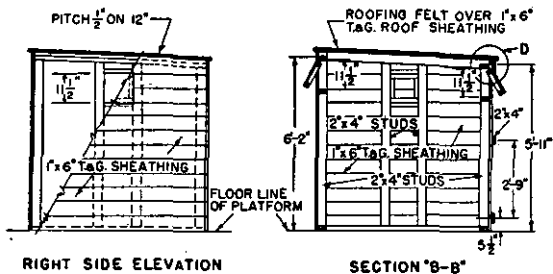 PITCH 1/2" ON 12"
ROOFING FELT OVER 1"x6"
T.&G. ROOF SHEATHING
D
11 1/2"
11 1/2"
11 1/2"
2"x4"
6'-2"
2"x4" STUDS
5'-11"
1"x6" T.&G. SHEATHING
1"x6" T.&G. SHEATHING
2"x4" STUDS
2'-9"
FLOOR LINE
OF PLATFORM
5 1/2"
RIGHT SIDE ELEVATION
SECTION "B-B"